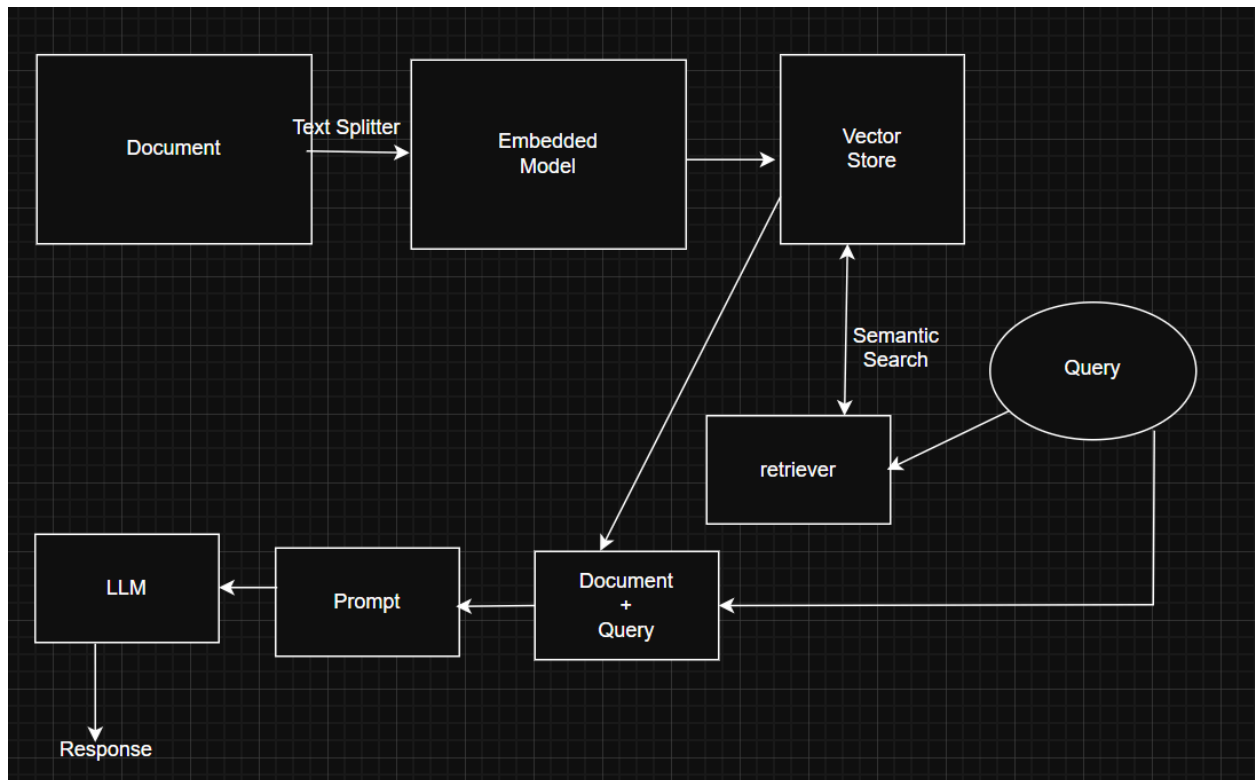 Document
Text Splitter
Embedded
Model
Vector
Store
Semantic
Search
Query
retriever
LLM
Prompt
Document
+
Query
Response